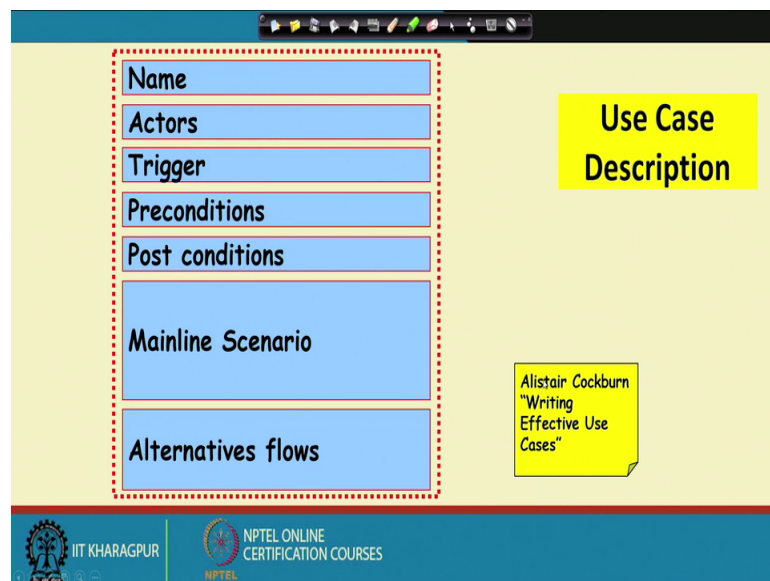 Name
Actors
Trigger
Preconditions
Post conditions
Mainline Scenario
Alternatives flows
Use Case
Description
Alistair Cockburn
“Writing
Effective Use
Cases”
IIT KHARAGPUR
NPTEL ONLINE
CERTIFICATION COURSES
NPTEL